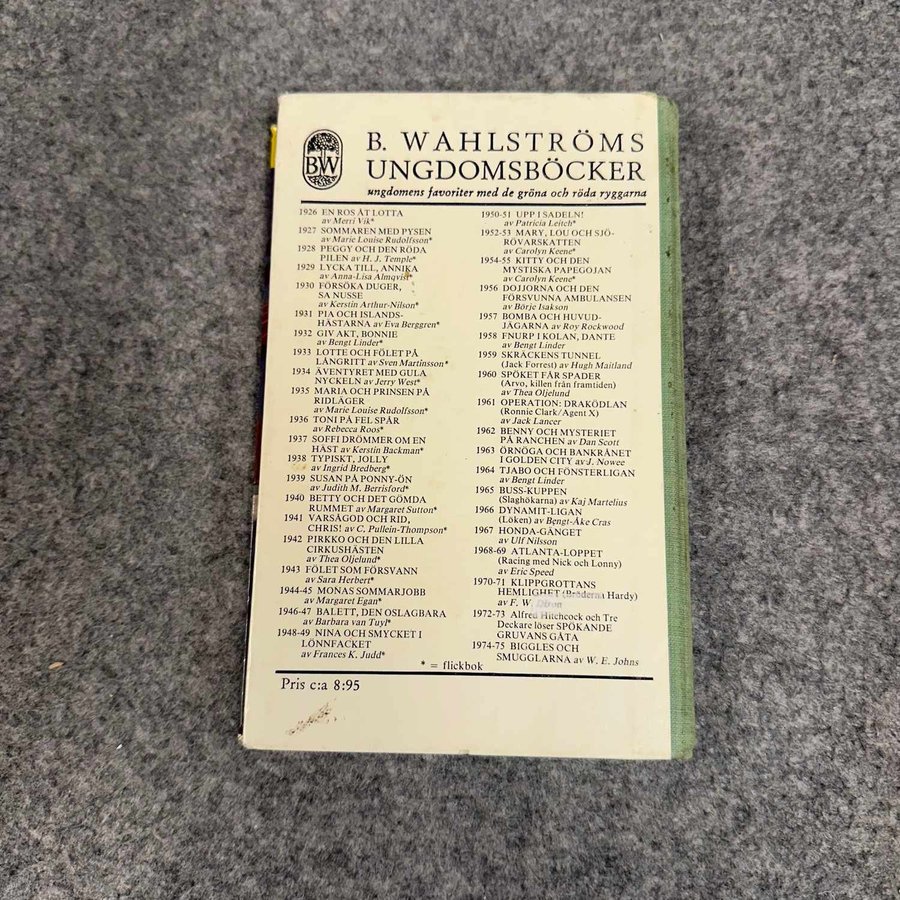 BW
B. WAHLSTRÖMS
UNGDOMSBÖCKER
ungdomens favoriter med de gröna och röda ryggarna
1926 EN ROS ÅT LOTTA
av Merri Vik*
1927 SOMMAREN MED PYSEN
av Marie Louise Rudolfsson*
1928 PEGGY OCH DEN RÖDA
PILEN av H. J. Temple*
1929 LYCKA TILL, ANNIKA
av Anna-Lisa Almqvist*
1930 FÖRSÖKA DUGER,
SA NUSSE
av Kerstin Arthur-Nilson*
1931 PIA OCH ISLANDS-
HÄSTARNA av Eva Berggren*
1932 GIV AKT, BONNIE
av Bengt Linder*
1933 LOTTE OCH FÖLET PÅ
LÅNGRITT av Sven Martinsson*
1934 ÄVENTYRET MED GULA
NYCKELN av Jerry West*
1935 MARIA OCH PRINSEN PÅ
RIDLÄGER
av Marie Louise Rudolfsson*
1936 TONI PÅ FEL SPÅR
av Rebecca Roos*
1937 SOFFI DRÖMMER OM EN
HÄST av Kerstin Backman*
1938 TYPISKT, JOLLY
av Ingrid Bredberg*
1939 SUSAN PÅ PONNY-ÖN
av Judith M. Berrisford*
1940 BETTY OCH DET GÖMDA
RUMMET av Margaret Sutton*
1941 VARSÅGOD OCH RID,
CHRIS! av C. Pullein-Thompson*
1942 PIRKKO OCH DEN LILLA
CIRKUSHÄSTEN
av Thea Oljelund*
1943 FÖLET SOM FÖRSVANN
av Sara Herbert*
1944-45 MONAS SOMMARJOBB
av Margaret Egan*
1946-47 BALETT, DEN OSLAGBARA
av Barbara van Tuyl*
1948-49 NINA OCH SMYCKET I
LÖNNFACKET
av Frances K. Judd*
1950-51 UPP I SADELN!
av Patricia Leitch*
1952-53 MARY, LOU OCH SJÖ-
RÖVARSKATTEN
av Carolyn Keene*
1954-55 KITTY OCH DEN
MYSTISKA PAPEGOJAN
av Carolyn Keene*
1956 DOJJORNA OCH DEN
FÖRSVUNNA AMBULANSEN
av Börje Isakson
1957 BOMBA OCH HUVUD-
JÄGARNA av Roy Rockwood
1958 FNURP I KOLAN, DANTE
av Bengt Linder
1959 SKRÄCKENS TUNNEL
(Jack Forrest) av Hugh Maitland
1960 SPÖKET FÅR SPADER
(Arvo, killen från framtiden)
av Thea Oljelund
1961 OPERATION: DRAKÖDLAN
(Ronnie Clark/Agent X)
av Jack Lancer
1962 BENNY OCH MYSTERIET
PÅ RANCHEN av Dan Scott
1963 ÖRNÖGA OCH BANKRÅNET
I GOLDEN CITY av J. Nowee
1964 TJABO OCH FÖNSTERLIGAN
av Bengt Linder
1965 BUSS-KUPPEN
(Slaghökarna) av Kaj Martelius
1966 DYNAMIT-LIGAN
(Löken) av Bengt-Åke Cras
1967 HONDA-GÄNGET
av Ulf Nilsson
1968-69 ATLANTA-LOPPET
(Racing med Nick och Lonny)
av Eric Speed
1970-71 KLIPPGROTTANS
HEMLIGHET (Bröderna Hardy)
av F. W. Dixon
1972-73 Alfred Hitchcock och Tre
Deckare löser SPÖKANDE
GRUVANS GÅTA
1974-75 BIGGLES OCH
SMUGGLARNA av W. E. Johns
* = flickbok
Pris c:a 8:95